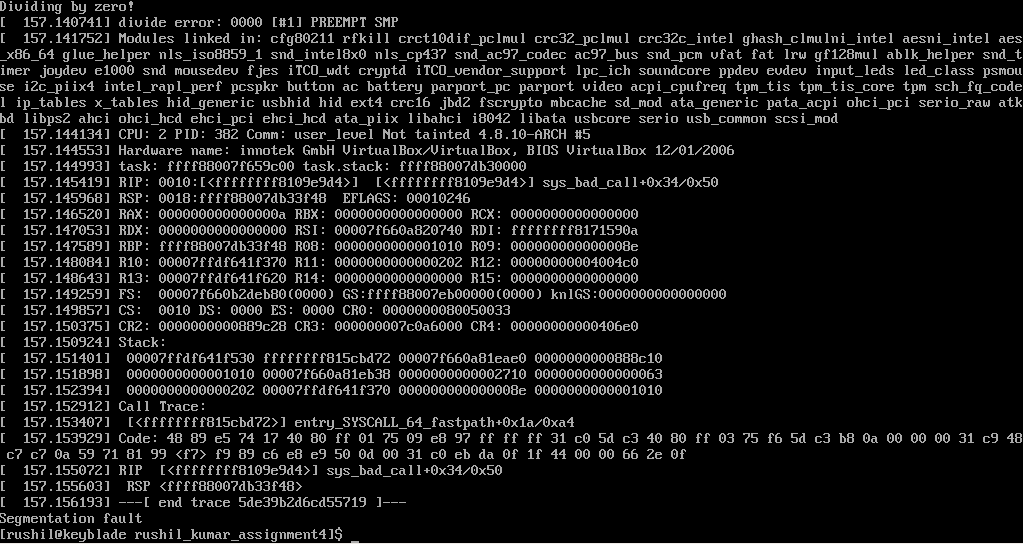 Dividing by zero!
[  157.140741] divide error: 0000 [#1] PREEMPT SMP
[  157.141752] Modules linked in: cfg80211 rfkill crct10dif_pclmul crc32_pclmul crc32c_intel ghash_clmulni_intel aesni_intel aes
_x86_64 glue_helper nls_iso8859_1 snd_intel8x0 nls_cp437 snd_ac97_codec ac97_bus snd_pcm vfat fat lrw gf128mul ablk_helper snd_t
imer joydev e1000 snd mousedev fjes iTCO_wdt cryptd iTCO_vendor_support lpc_ich soundcore ppdev evdev input_leds led_class psmou
se i2c_piix4 intel_rapl_perf pcspkr button ac battery parport_pc parport video acpi_cpufreq tpm_tis tpm_tis_core tpm sch_fq_code
l ip_tables x_tables hid_generic usbhid hid ext4 crc16 jbd2 fscrypto mbcache sd_mod ata_generic pata_acpi ohci_pci serio_raw atk
bd libps2 ahci ohci_hcd ehci_pci ehci_hcd ata_piix libahci i8042 libata usbcore serio usb_common scsi_mod
[  157.144134] CPU: 2 PID: 382 Comm: user_level Not tainted 4.8.10-ARCH #5
[  157.144553] Hardware name: innotek GmbH VirtualBox/VirtualBox, BIOS VirtualBox 12/01/2006
[  157.144993] task: ffff88007f659c00 task.stack: ffff88007db30000
[  157.145419] RIP: 0010:[<ffffffff8109e9d4>]  [<ffffffff8109e9d4>] sys_bad_call+0x34/0x50
[  157.145968] RSP: 0018:ffff88007db33f48  EFLAGS: 00010246
[  157.146520] RAX: 000000000000000a RBX: 0000000000000000 RCX: 0000000000000000
[  157.147053] RDX: 0000000000000000 RSI: 00007f660a820740 RDI: ffffffff8171590a
[  157.147589] RBP: ffff88007db33f48 R08: 0000000000001010 R09: 000000000000008e
[  157.148084] R10: 00007ffdf641f370 R11: 0000000000000202 R12: 00000000004004c0
[  157.148643] R13: 00007ffdf641f620 R14: 0000000000000000 R15: 0000000000000000
[  157.149259] FS:  00007f660b2deb80(0000) GS:ffff88007eb00000(0000) knlGS:0000000000000000
[  157.149857] CS:  0010 DS: 0000 ES: 0000 CR0: 0000000080050033
[  157.150375] CR2: 0000000000889c28 CR3: 000000007c0a6000 CR4: 00000000000406e0
[  157.150924] Stack:
[  157.151401]  00007ffdf641f530 ffffffff815cbd72 00007f660a81eae0 0000000000888c10
[  157.151898]  0000000000001010 00007f660a81eb38 0000000000002710 0000000000000063
[  157.152394]  0000000000000202 00007ffdf641f370 000000000000008e 0000000000001010
[  157.152912] Call Trace:
[  157.153407]  [<ffffffff815cbd72>] entry_SYSCALL_64_fastpath+0x1a/0xa4
[  157.153929] Code: 48 89 e5 74 17 40 80 ff 01 75 09 e8 97 ff ff ff 31 c0 5d c3 40 80 ff 03 75 f6 5d c3 b8 0a 00 00 00 31 c9 48
c7 c7 0a 59 71 81 99 <f7> f9 89 c6 e8 e9 50 0d 00 31 c0 eb da 0f 1f 44 00 00 66 2e 0f
[  157.155072] RIP  [<ffffffff8109e9d4>] sys_bad_call+0x34/0x50
[  157.155603]  RSP <ffff88007db33f48>
[  157.156193] ---[ end trace 5de39b2d6cd55719 ]---
Segmentation fault
[rushil@keyblade rushil_kumar_assignment4]$ _